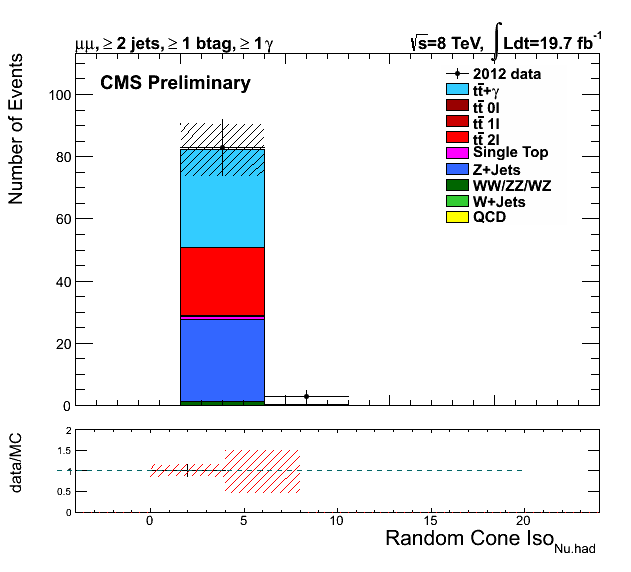 μμ, ≥ 2 jets, ≥ 1 btag, ≥ 1 γ
√s=8 TeV, ∫ Ldt=19.7 fb⁻¹
CMS Preliminary
2012 data
tt̄+γ
tt̄ 0l
tt̄ 1l
tt̄ 2l
Single Top
Z+Jets
WW/ZZ/WZ
W+Jets
QCD
Number of Events
100
80
60
40
20
0
data/MC
2
1.5
1
0.5
0
0 5 10 15 20
Random Cone Iso Nu.had